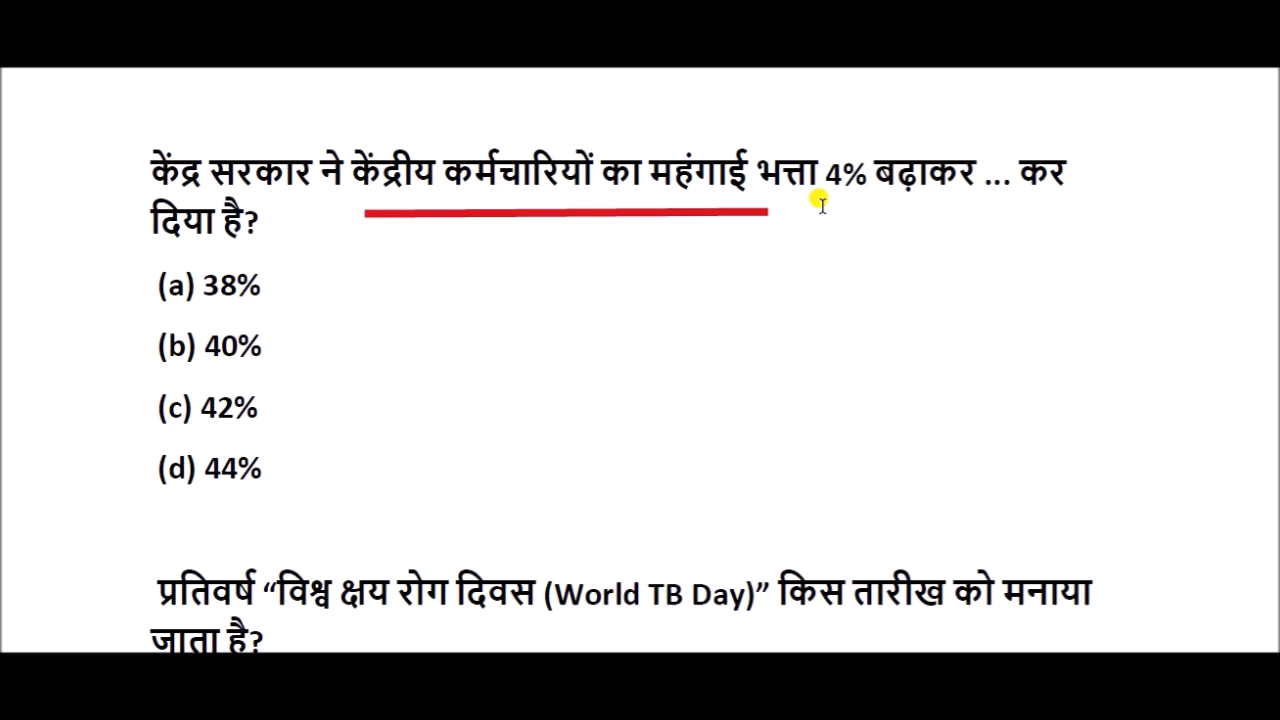 केंद्र सरकार ने केंद्रीय कर्मचारियों का महंगाई भत्ता 4% बढ़ाकर ... कर
दिया है?
(a) 38%
(b) 40%
(c) 42%
(d) 44%
प्रतिवर्ष “विश्व क्षय रोग दिवस (World TB Day)” किस तारीख को मनाया
जाता है?